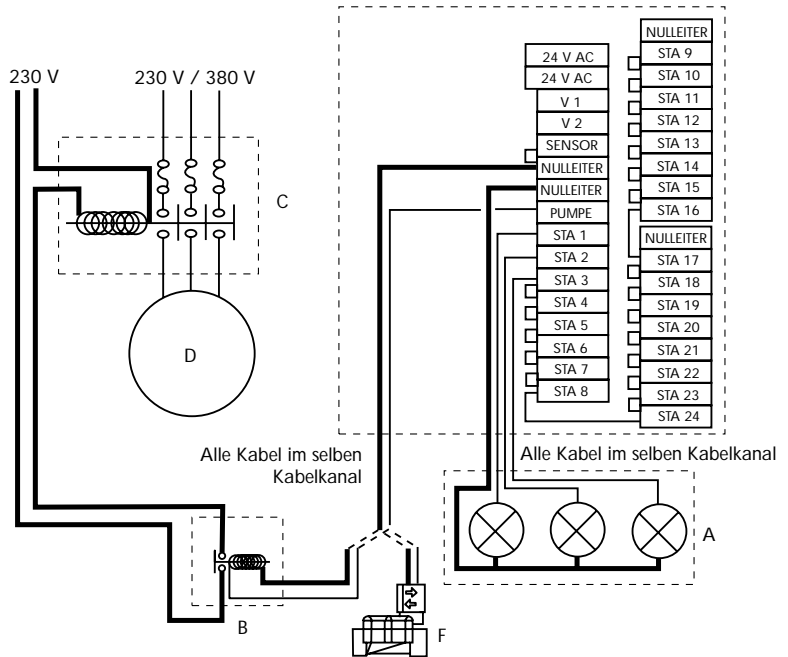 230 V
230 V / 380 V
C
D
24 V AC
24 V AC
V 1
V 2
SENSOR
NULLEITER
NULLEITER
PUMPE
STA 1
STA 2
STA 3
STA 4
STA 5
STA 6
STA 7
STA 8
NULLEITER
STA 9
STA 10
STA 11
STA 12
STA 13
STA 14
STA 15
STA 16
NULLEITER
STA 17
STA 18
STA 19
STA 20
STA 21
STA 22
STA 23
STA 24
Alle Kabel im selben
Kabelkanal
Alle Kabel im selben Kabelkanal
A
B
F